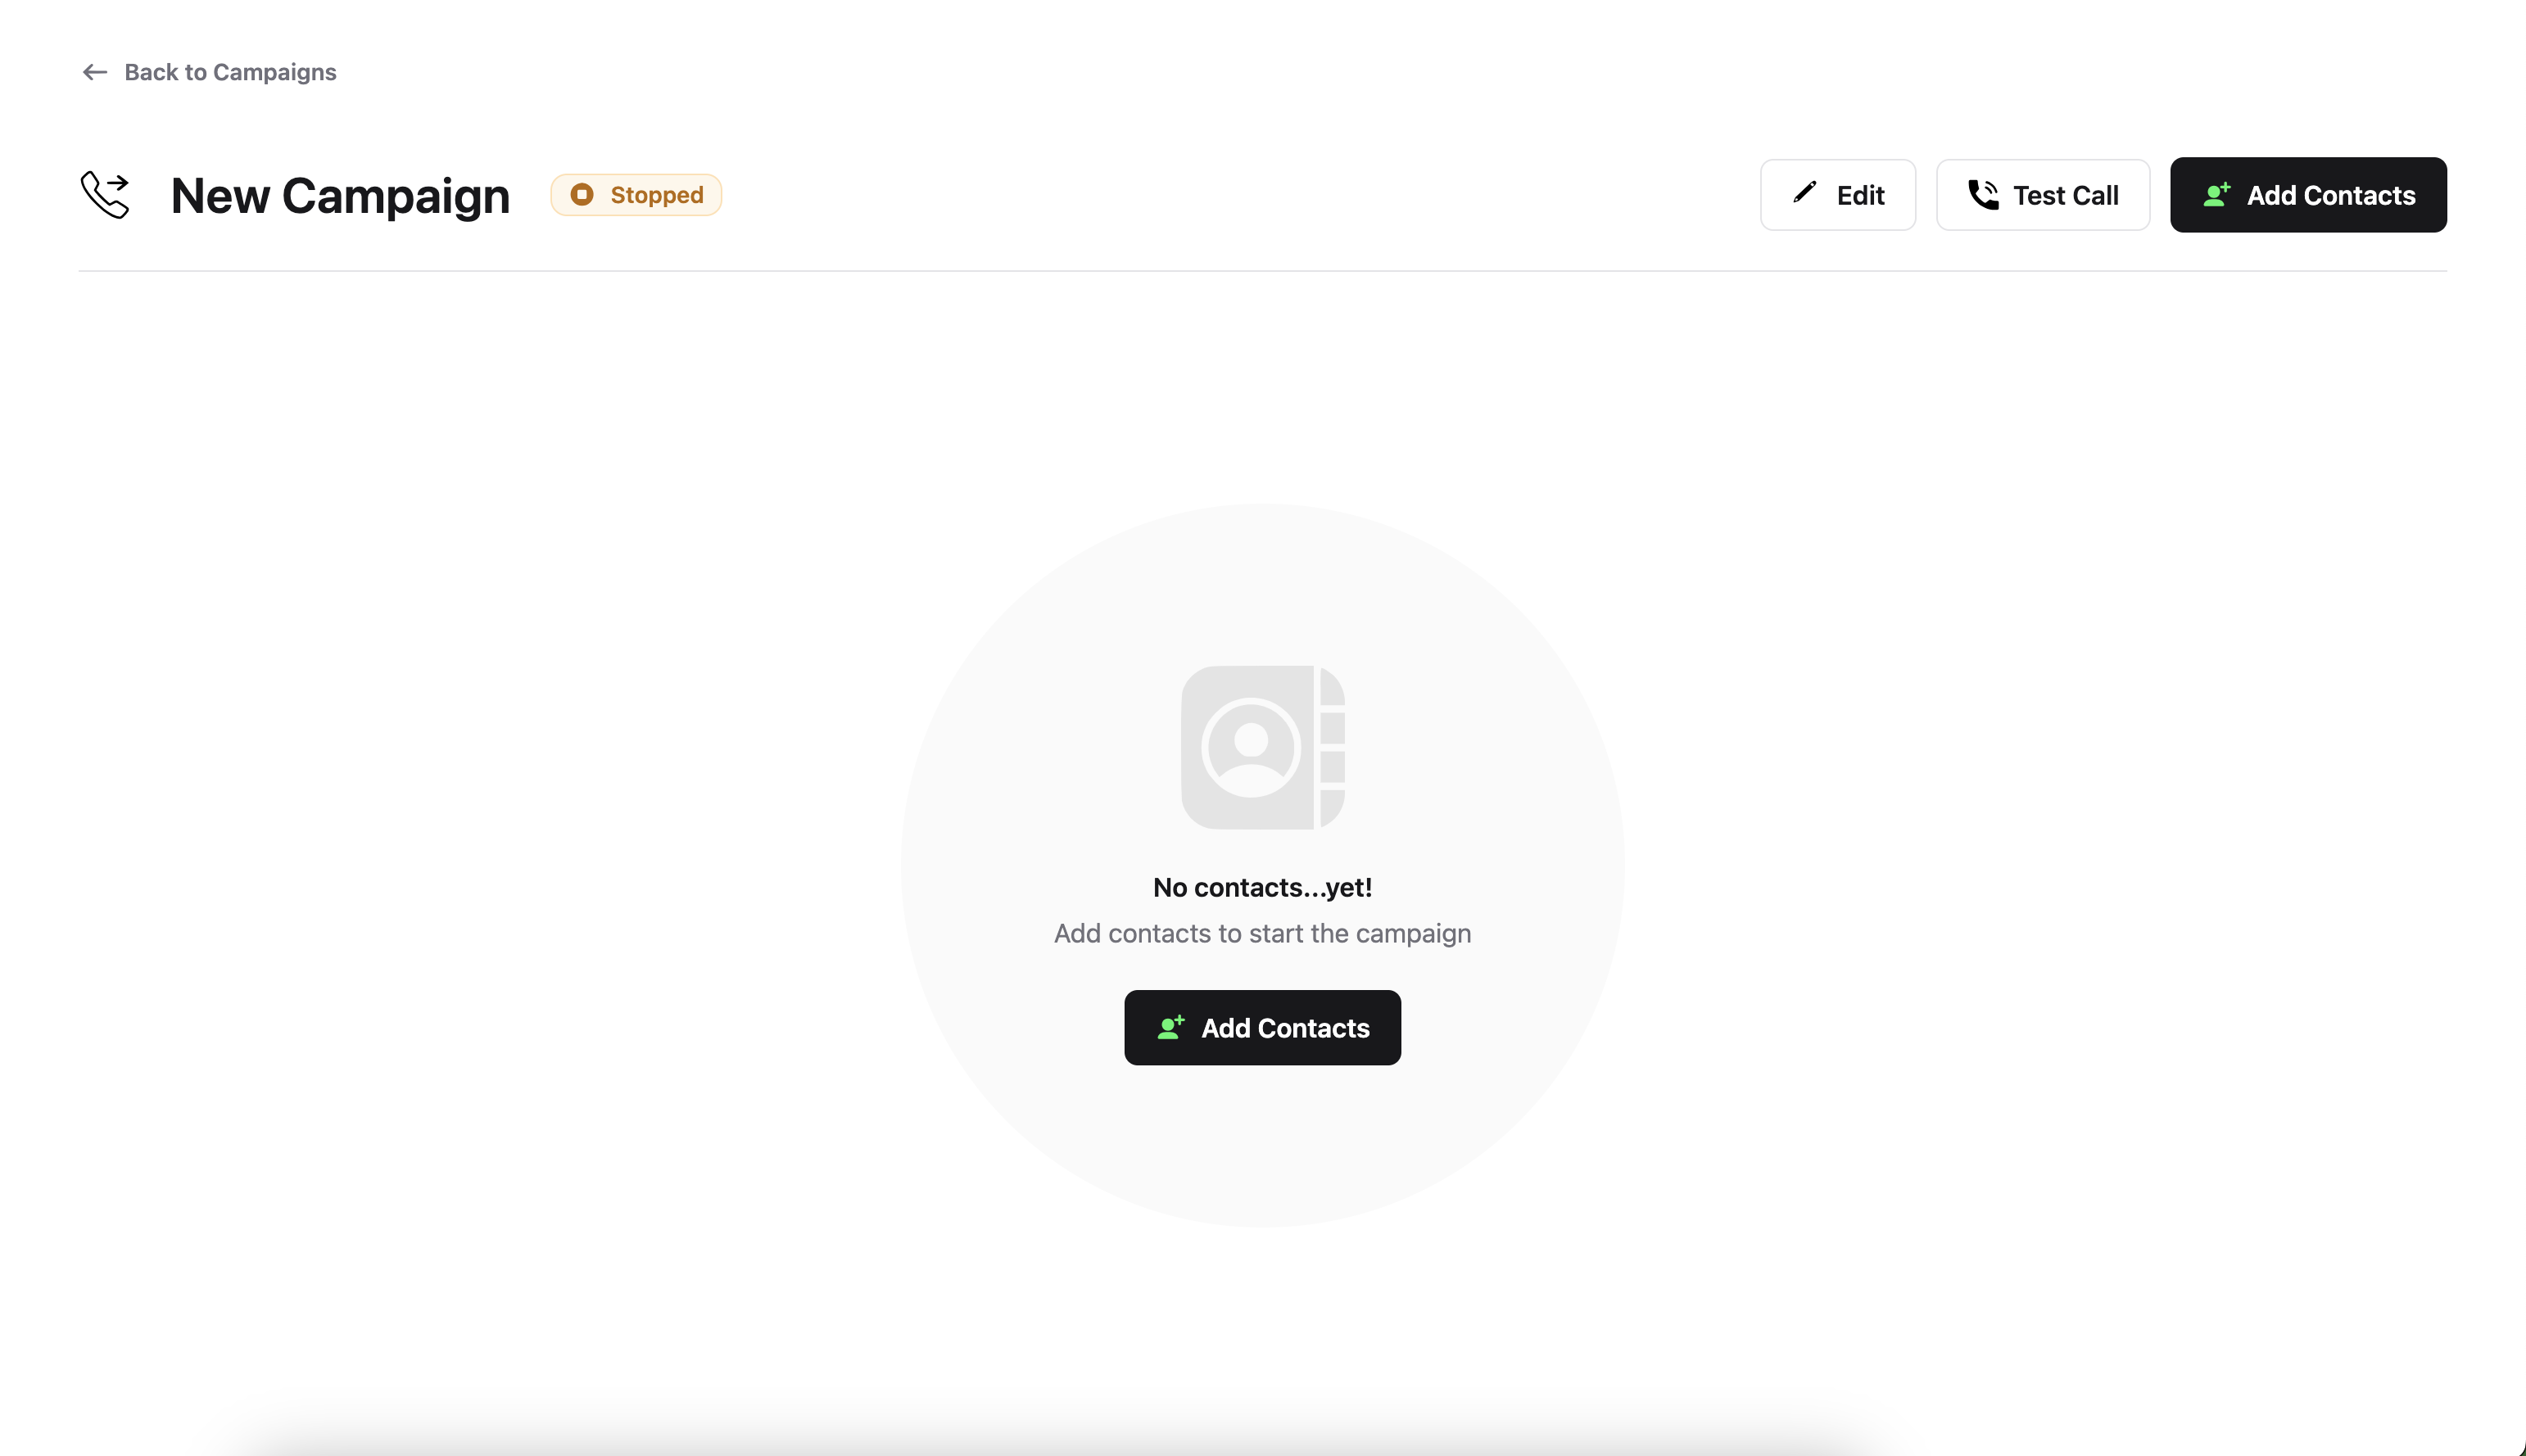 Back to Campaigns
New Campaign
Stopped
Edit
Test Call
Add Contacts
No contacts...yet!
Add contacts to start the campaign
Add Contacts